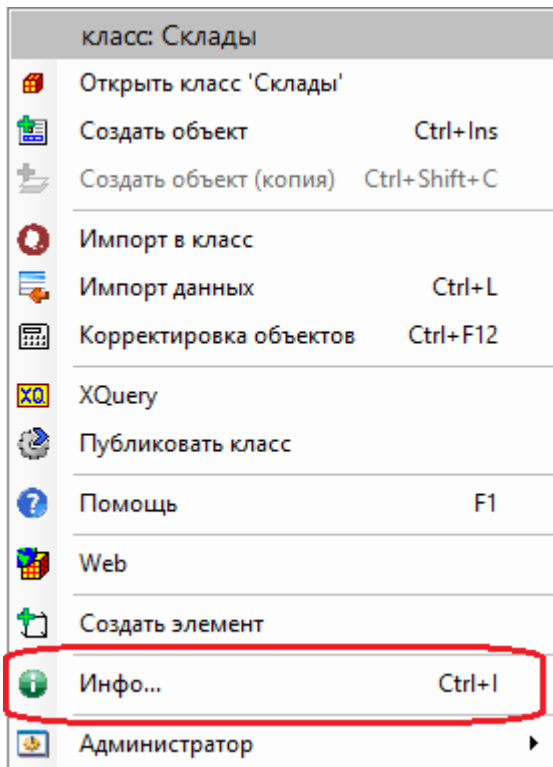 класс: Склады
Открыть класс 'Склады'
Создать объект Ctrl+Ins
Создать объект (копия) Ctrl+Shift+C
Импорт в класс
Импорт данных Ctrl+L
Корректировка объектов Ctrl+F12
XQ XQuery
Публиковать класс
Помощь F1
Web
Создать элемент
Инфо... Ctrl+I
Администратор